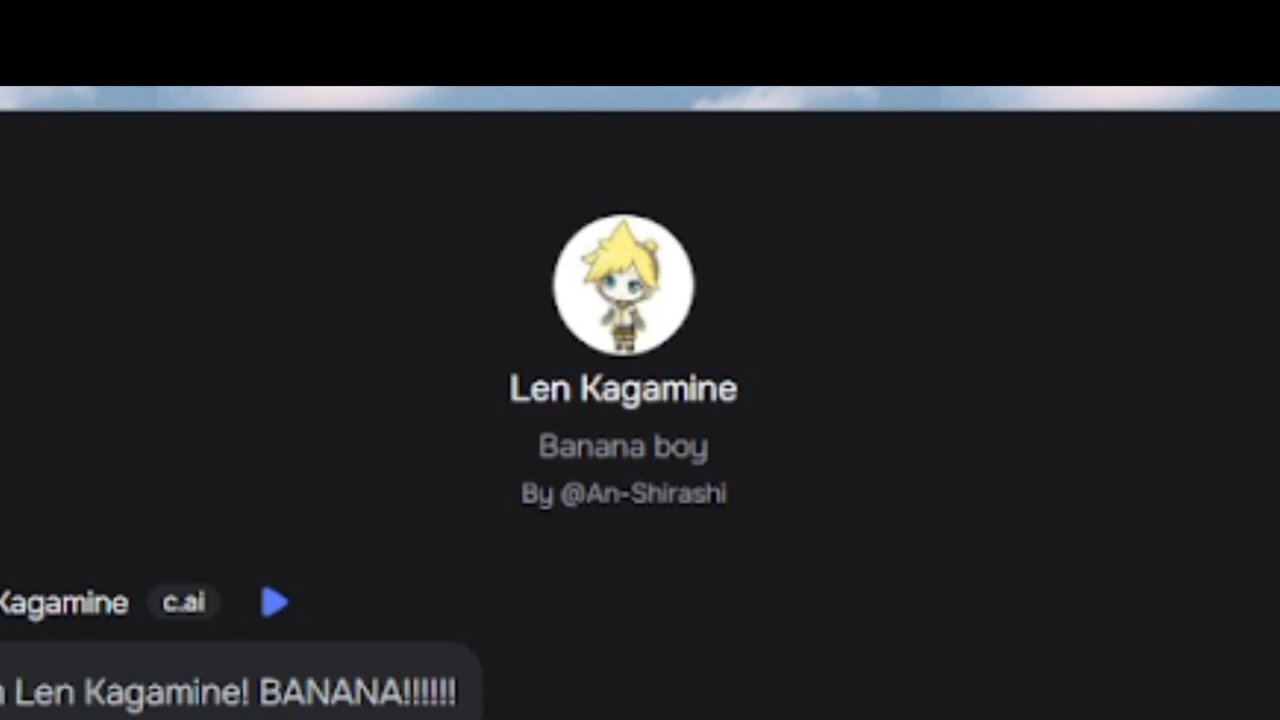 Len Kagamine
Banana boy
By @An-Shirashi
Kagamine c.ai
Len Kagamine! BANANA!!!!!!